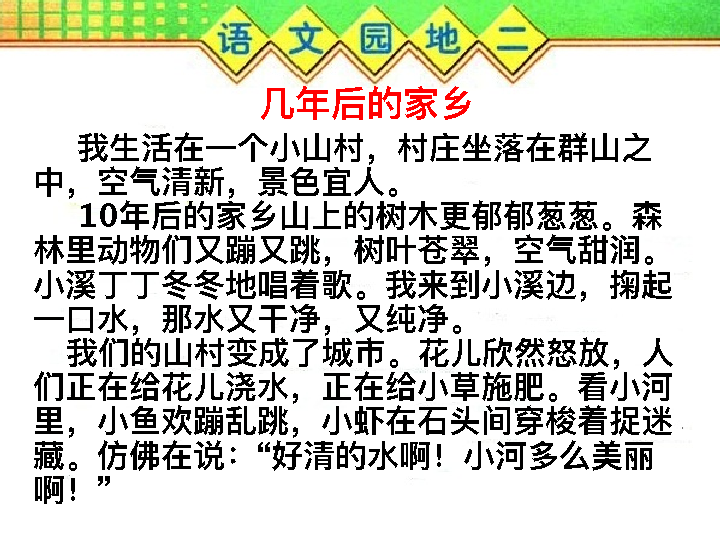 语文园地二
几年后的家乡
我生活在一个小山村，村庄坐落在群山之
中，空气清新，景色宜人。
10年后的家乡山上的树木更郁郁葱葱。森
林里动物们又蹦又跳，树叶苍翠，空气甜润。
小溪丁丁冬冬地唱着歌。我来到小溪边，掬起
一口水，那水又干净，又纯净。
我们的山村变成了城市。花儿欣然怒放，人
们正在给花儿浇水，正在给小草施肥。看小河
里，小鱼欢蹦乱跳，小虾在石头间穿梭着捉迷
藏。仿佛在说：“好清的水啊！小河多么美丽
啊！”